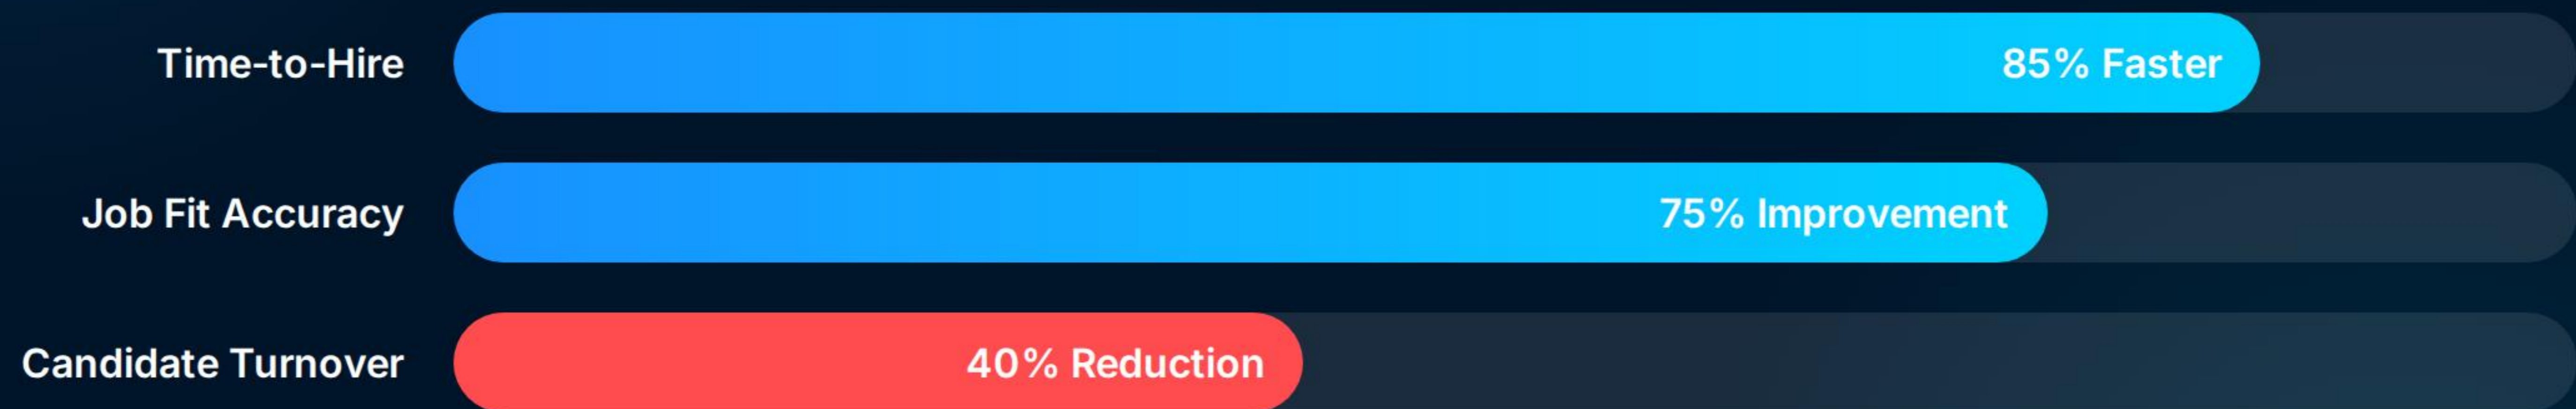 Time-to-Hire 85% Faster
Job Fit Accuracy 75% Improvement
Candidate Turnover 40% Reduction